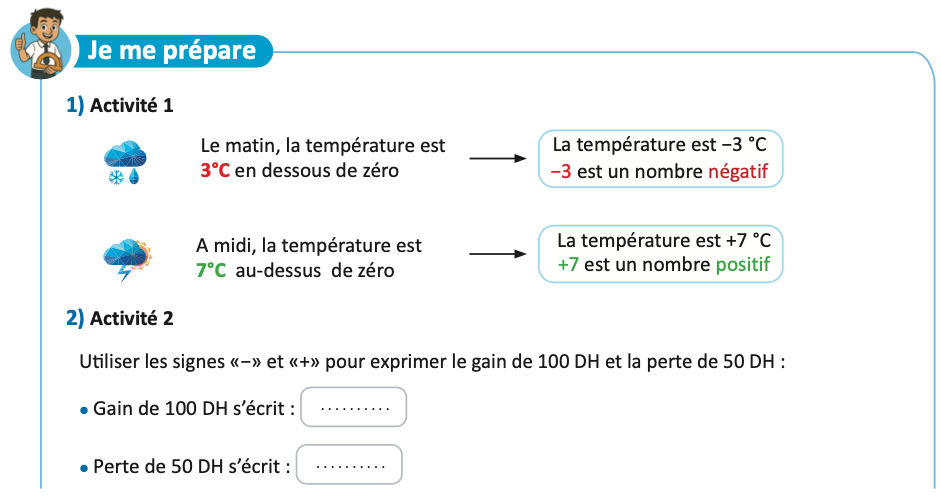 Je me prépare
1) Activité 1
Le matin, la température est
3°C en dessous de zéro
La température est −3 °C
−3 est un nombre négatif
A midi, la température est
7°C au-dessus de zéro
La température est +7 °C
+7 est un nombre positif
2) Activité 2
Utiliser les signes «−» et «+» pour exprimer le gain de 100 DH et la perte de 50 DH :
• Gain de 100 DH s’écrit : ..........
• Perte de 50 DH s’écrit : ..........